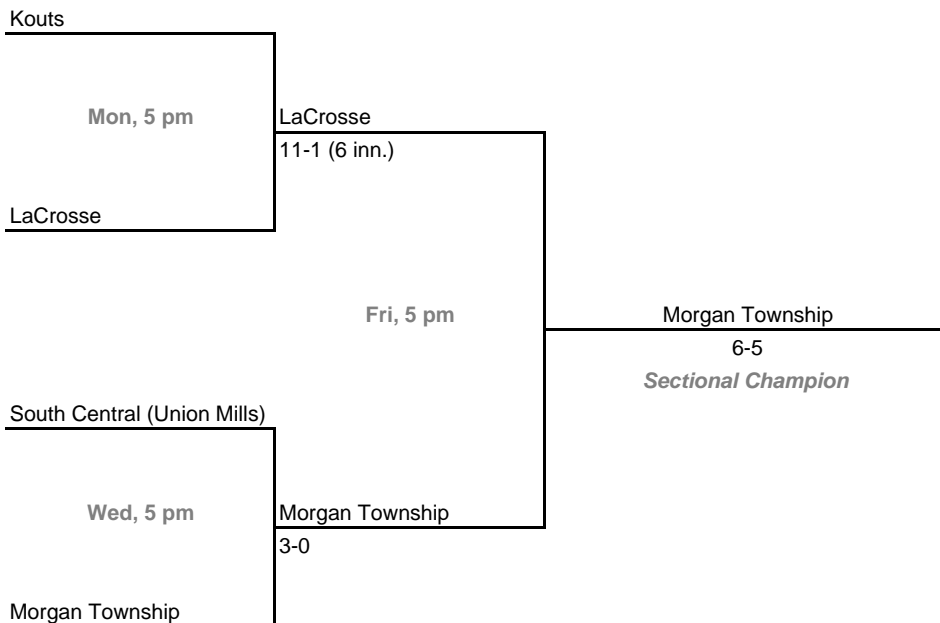 Kouts
Mon, 5 pm
LaCrosse
11-1 (6 inn.)
LaCrosse
Fri, 5 pm
Morgan Township
6-5
Sectional Champion
South Central (Union Mills)
Wed, 5 pm
Morgan Township
3-0
Morgan Township